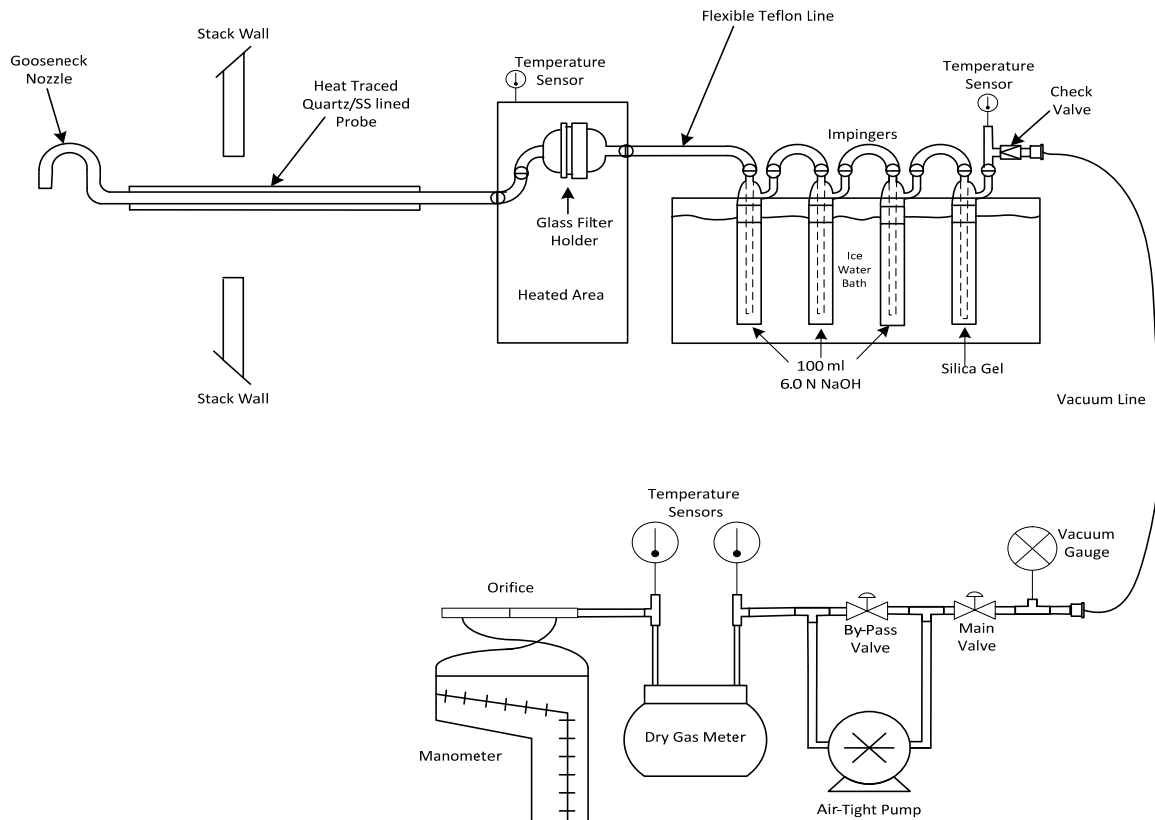 Flexible Teflon Line
Stack Wall
Gooseneck
Nozzle
Heat Traced
Quartz/SS lined
Probe
Temperature
Sensor
Temperature
Sensor
Check
Valve
Impingers
Glass Filter
Holder
Heated Area
Ice
Water
Bath
100 ml
6.0 N NaOH
Silica Gel
Stack Wall
Vacuum Line
Temperature
Sensors
Vacuum
Gauge
Orifice
By-Pass
Valve
Main
Valve
Manometer
Dry Gas Meter
Air-Tight Pump